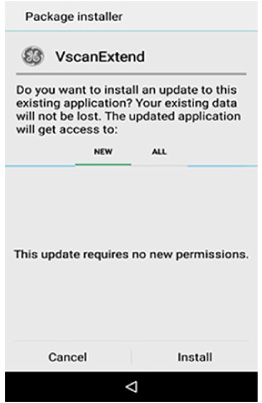 Package installer
VscanExtend
Do you want to install an update to this
existing application? Your existing data
will not be lost. The updated application
will get access to:
NEW ALL
This update requires no new permissions.
Cancel Install